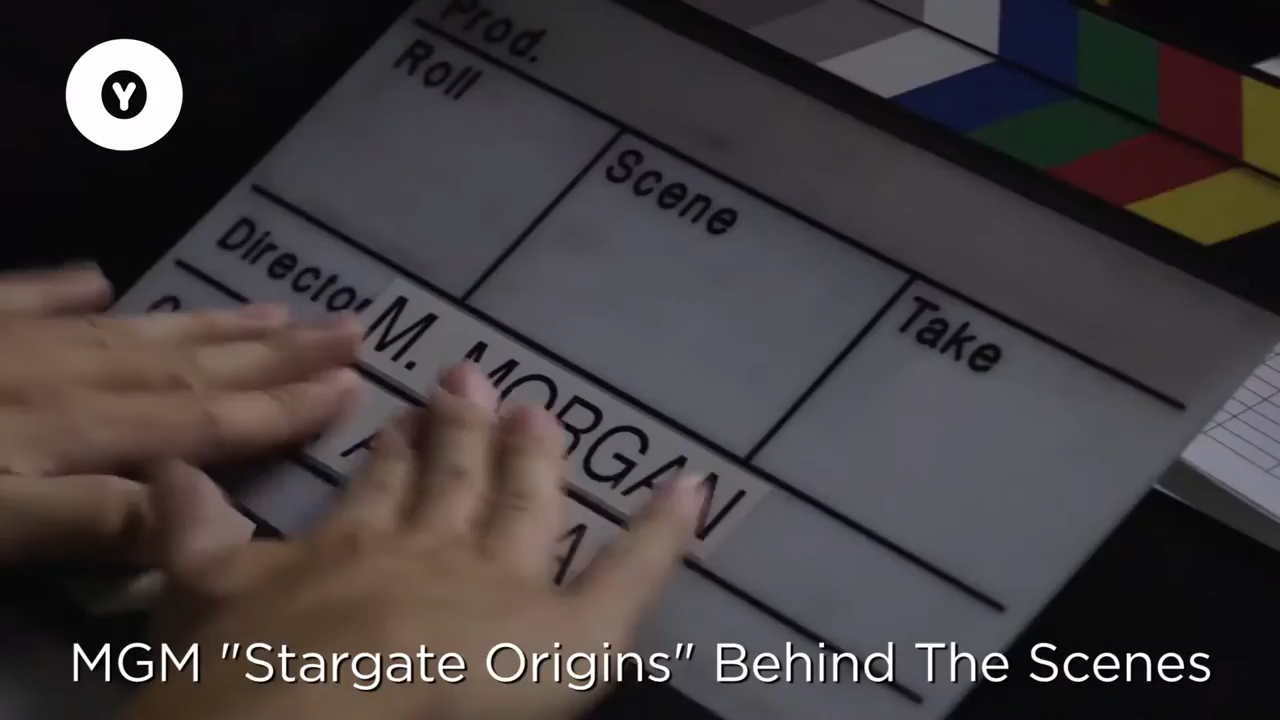 Y
Prod.
Roll
Scene
Take
Director
M. MORGAN
A
MGM "Stargate Origins" Behind The Scenes